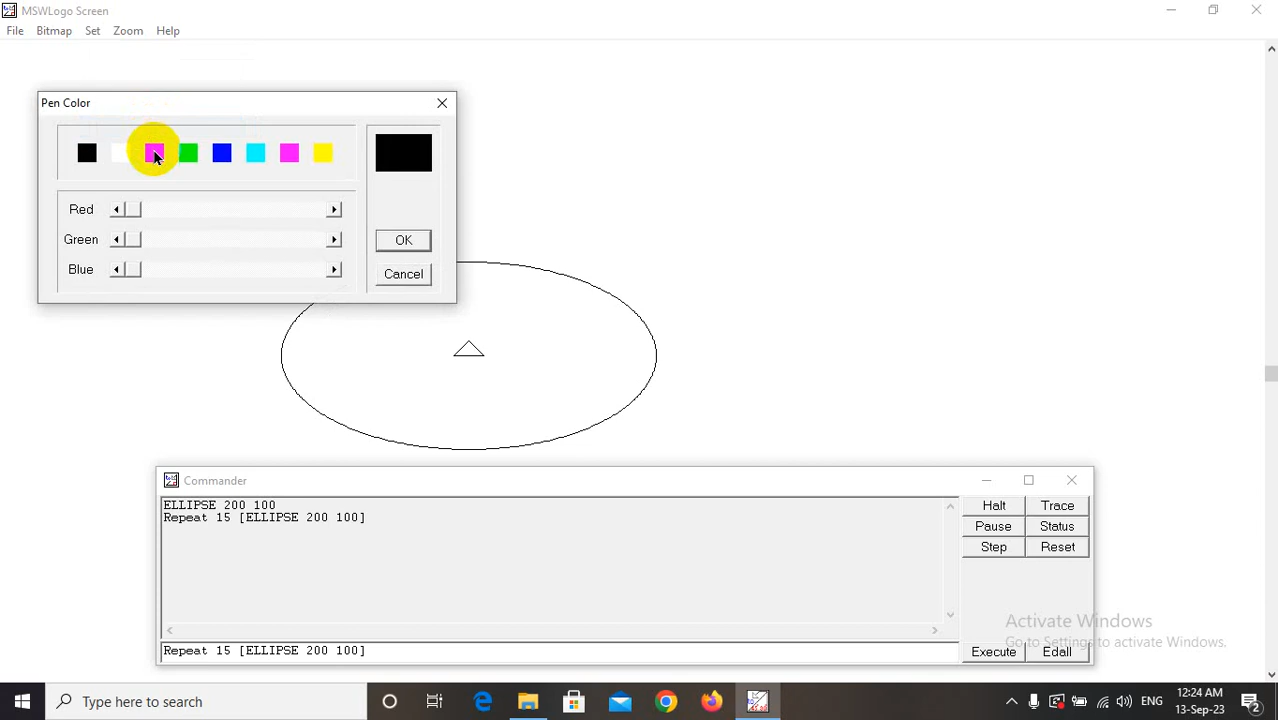 MSWLogo Screen
File Bitmap Set Zoom Help
Pen Color
Red
Green
Blue
OK
Cancel
Commander
ELLIPSE 200 100
Repeat 15 [ELLIPSE 200 100]
Halt Trace
Pause Status
Step Reset
Activate Windows
Go to Settings to activate Windows.
Repeat 15 [ELLIPSE 200 100]
Execute Edall
Type here to search
ENG
12:24 AM
13-Sep-23
2